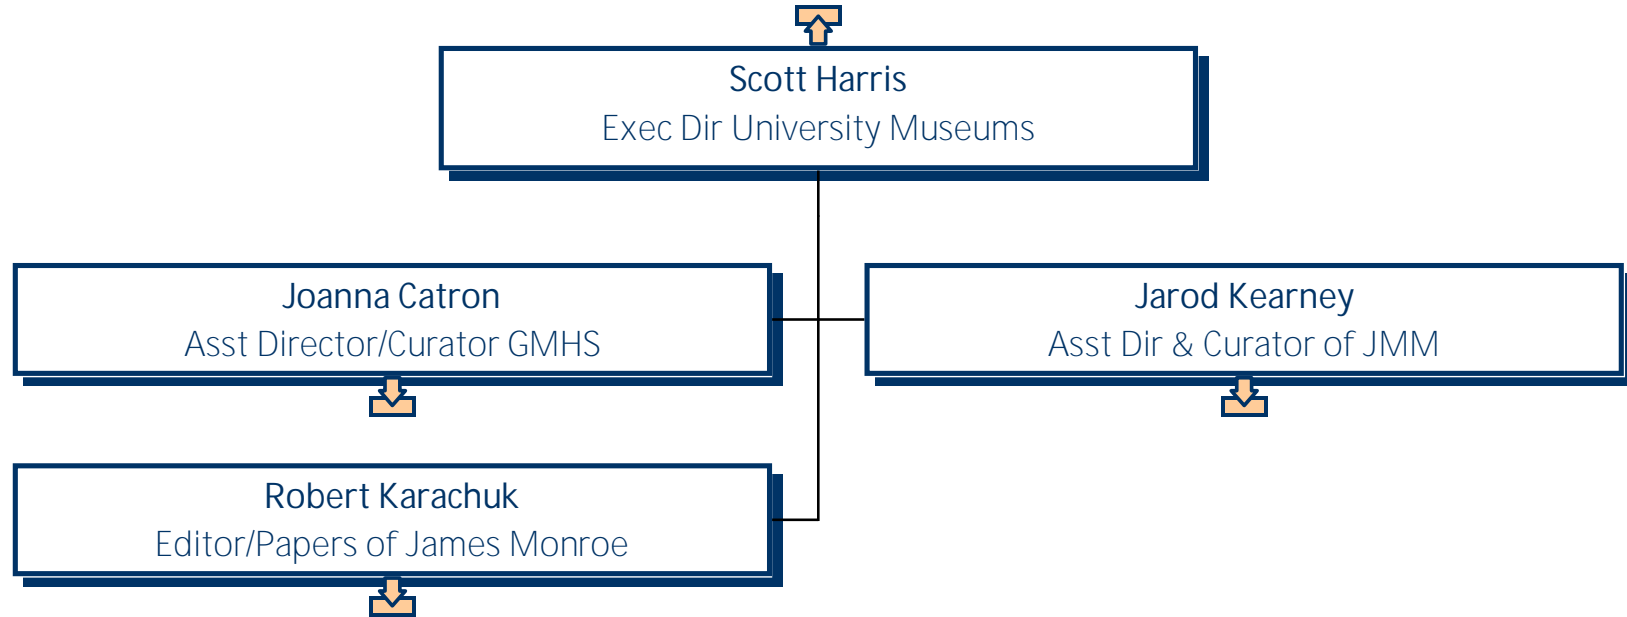 Scott Harris
Exec Dir University Museums
Joanna Catron
Asst Director/Curator GMHS
Jarod Kearney
Asst Dir & Curator of JMM
Robert Karachuk
Editor/Papers of James Monroe